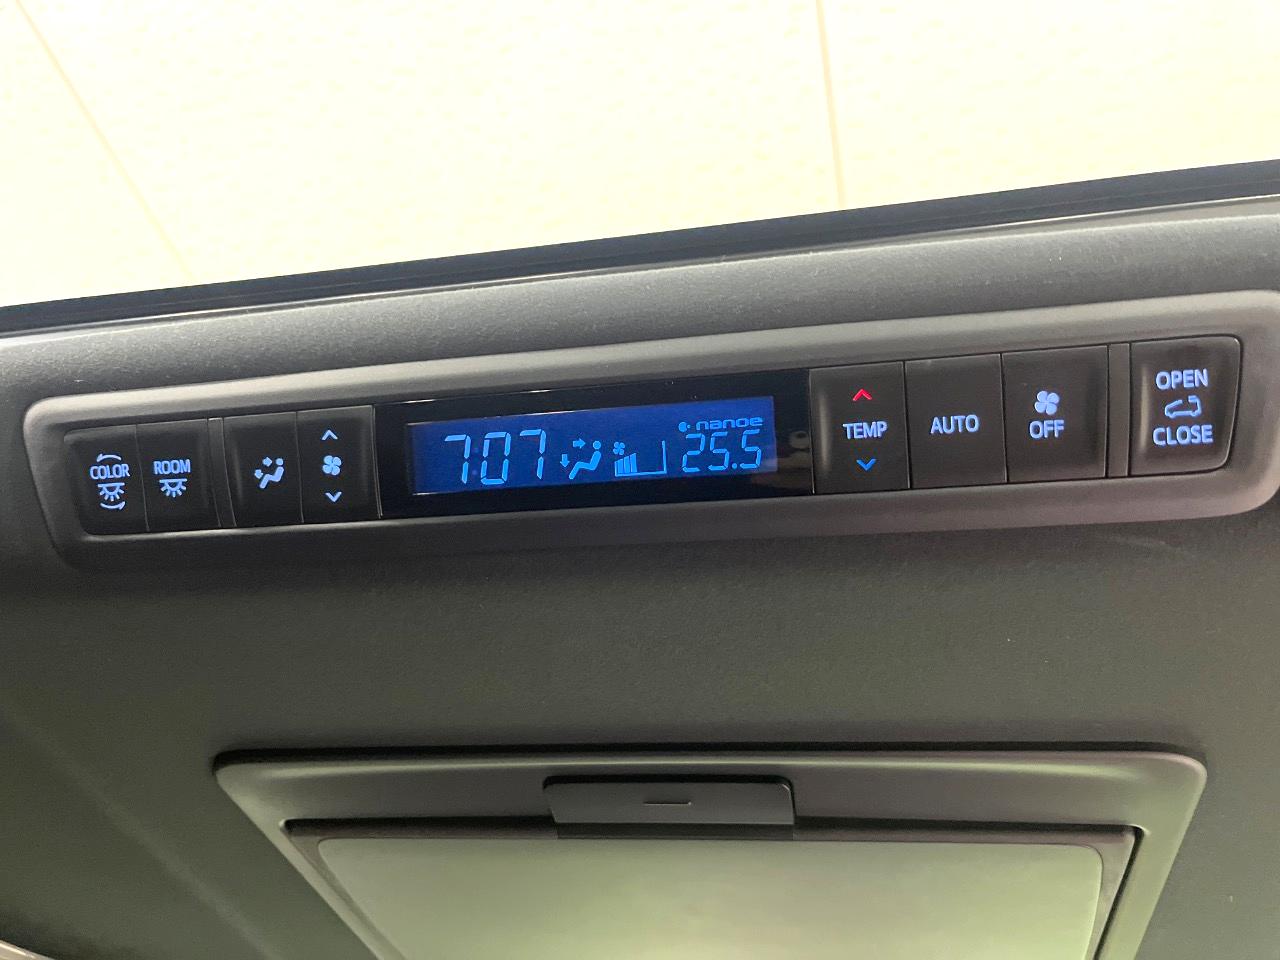 COLOR
ROOM
7:07
nanoe
25.5
TEMP
AUTO
OFF
OPEN
CLOSE